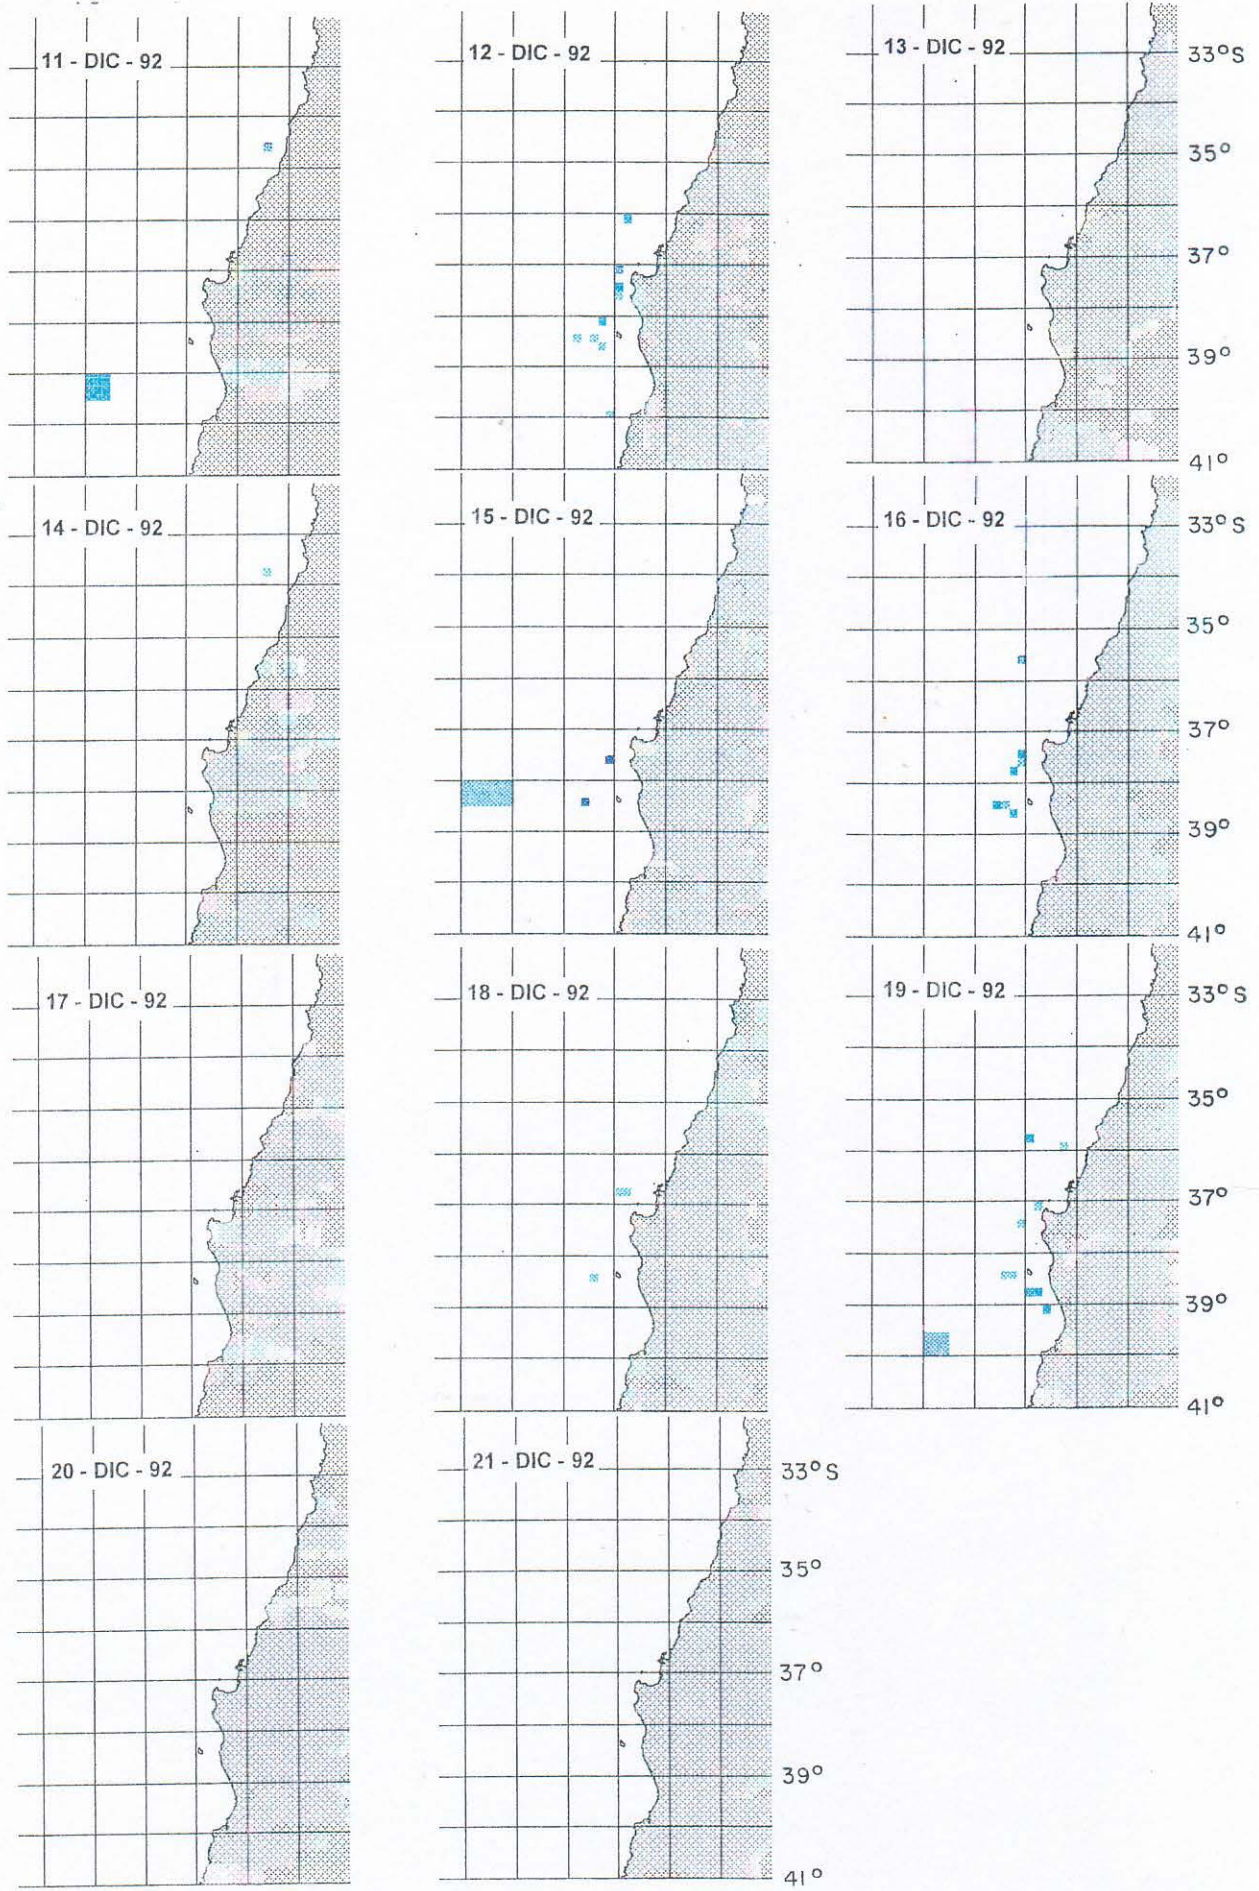 11 - DIC - 92
12 - DIC - 92
13 - DIC - 92
33°S
35°
37°
39°
41°
14 - DIC - 92
15 - DIC - 92
16 - DIC - 92
33°S
35°
37°
39°
41°
17 - DIC - 92
18 - DIC - 92
19 - DIC - 92
33°S
35°
37°
39°
41°
20 - DIC - 92
21 - DIC - 92
33°S
35°
37°
39°
41°